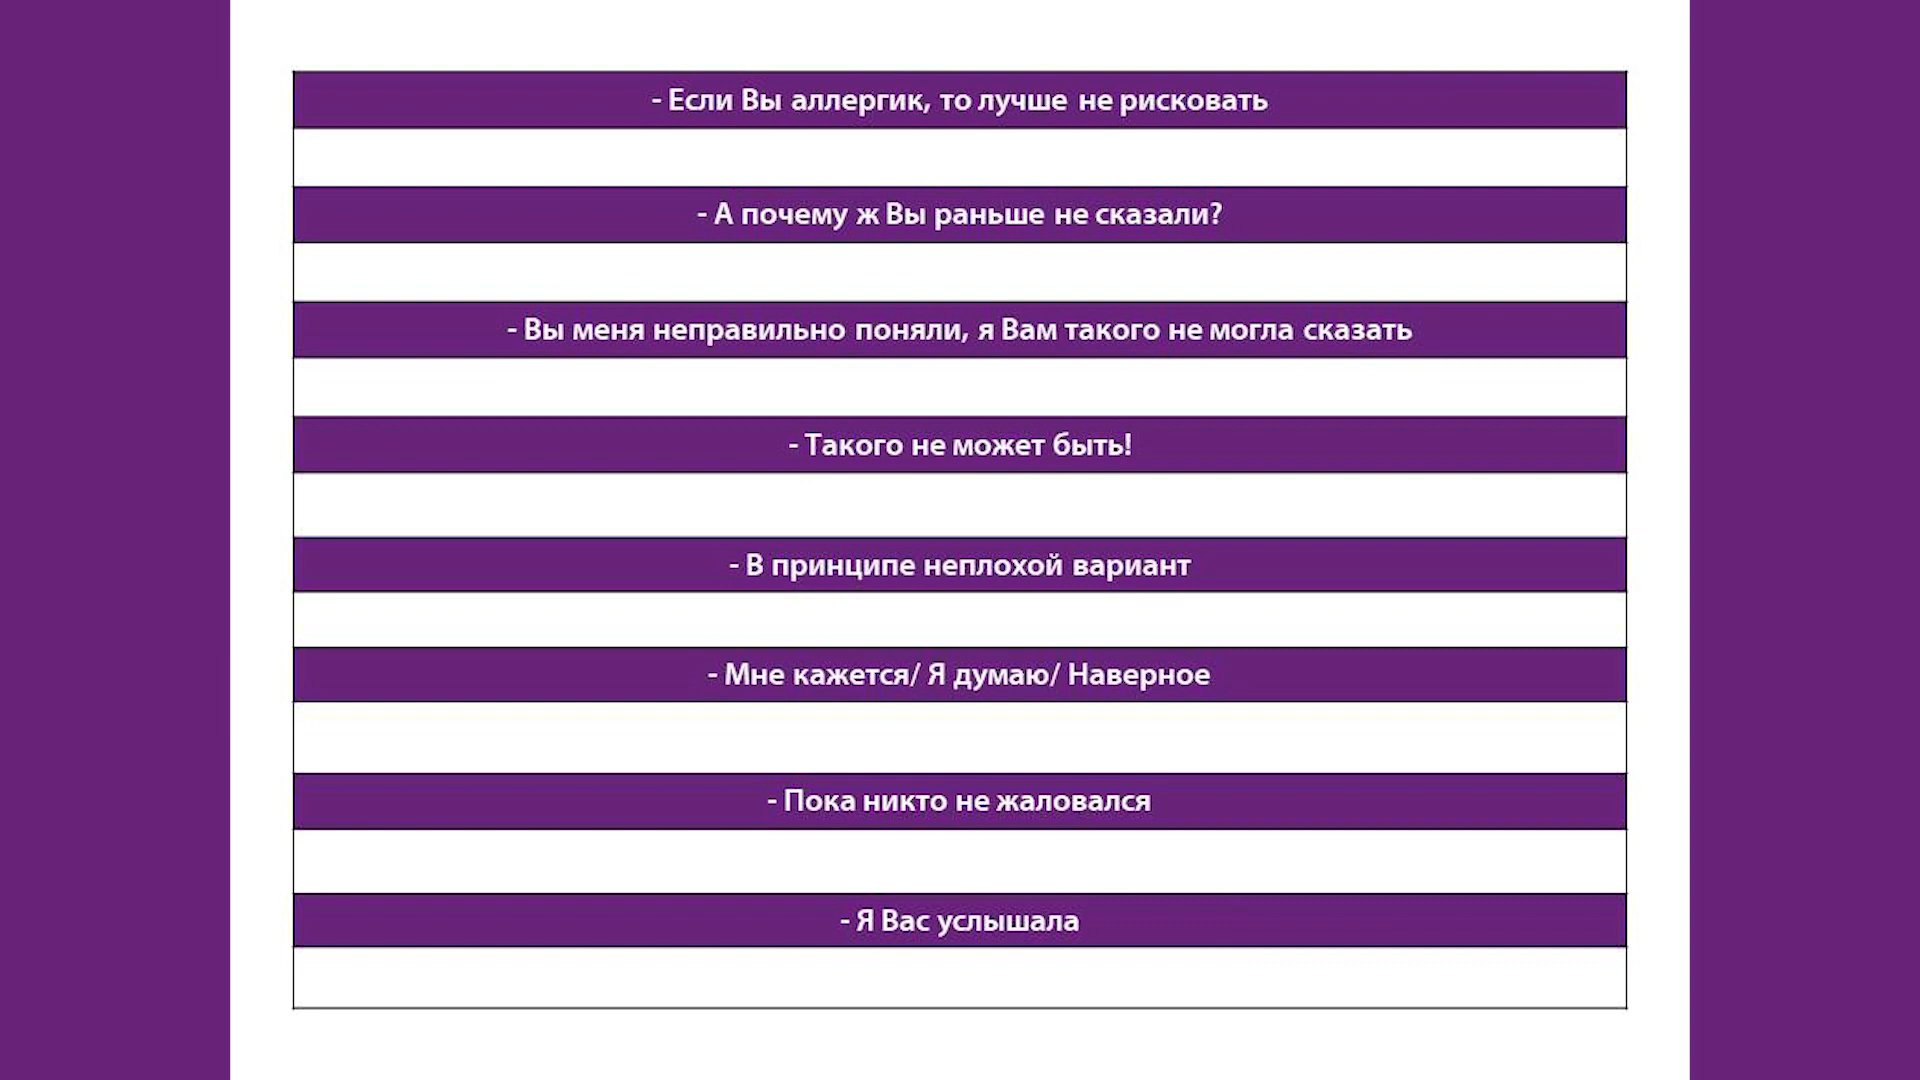 - Если Вы аллергик, то лучше не рисковать
- А почему ж Вы раньше не сказали?
- Вы меня неправильно поняли, я Вам такого не могла сказать
- Такого не может быть!
- В принципе неплохой вариант
- Мне кажется/ Я думаю/ Наверное
- Пока никто не жаловался
- Я Вас услышала